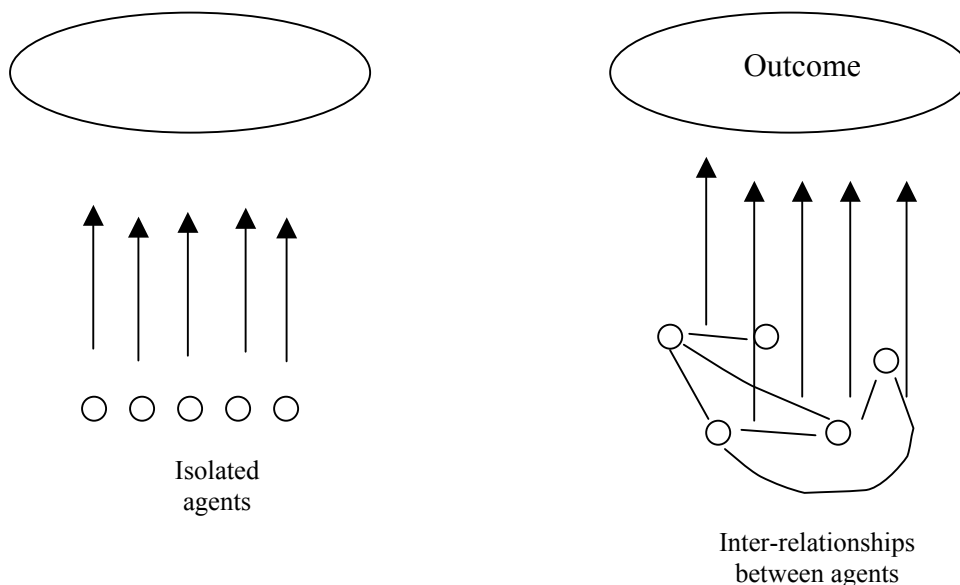 Outcome
Isolated
agents
Inter-relationships
between agents